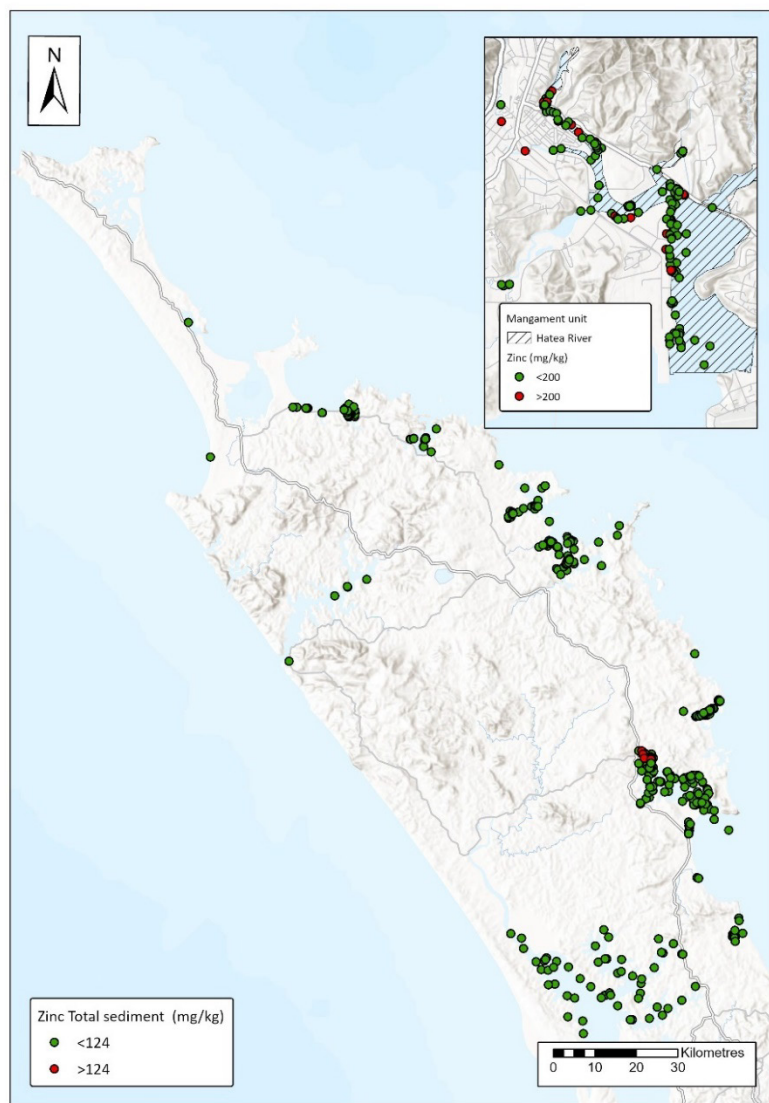 N
Mangament unit
Hatea River
Zinc (mg/kg)
<200
>200
Zinc Total sediment (mg/kg)
<124
>124
Kilometres
0 10 20 30